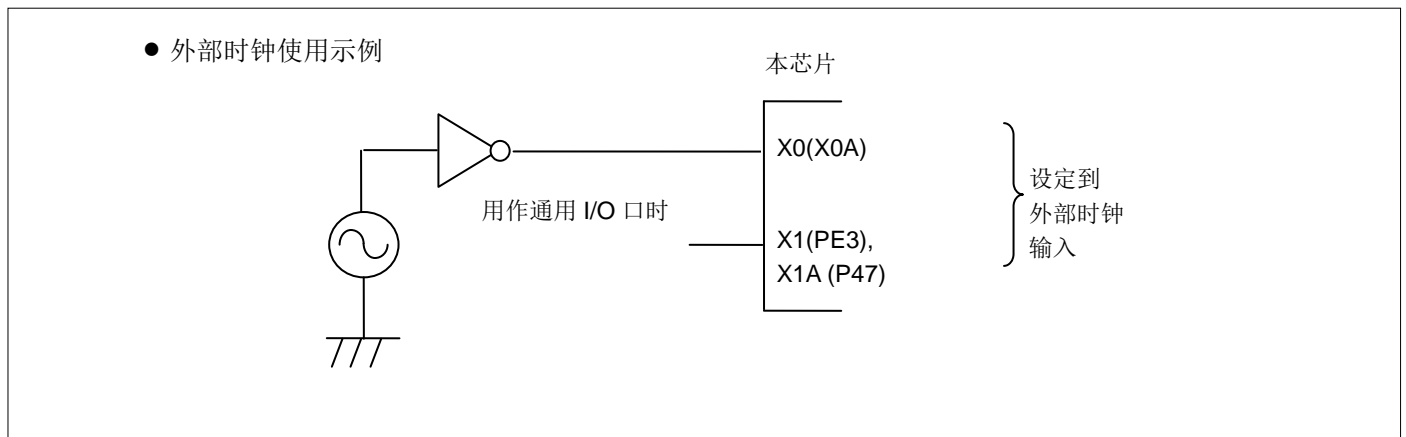 ● 外部时钟使用示例
本芯片
X0(X0A)
用作通用 I/O 口时
X1(PE3),
X1A (P47)
设定到
外部时钟
输入